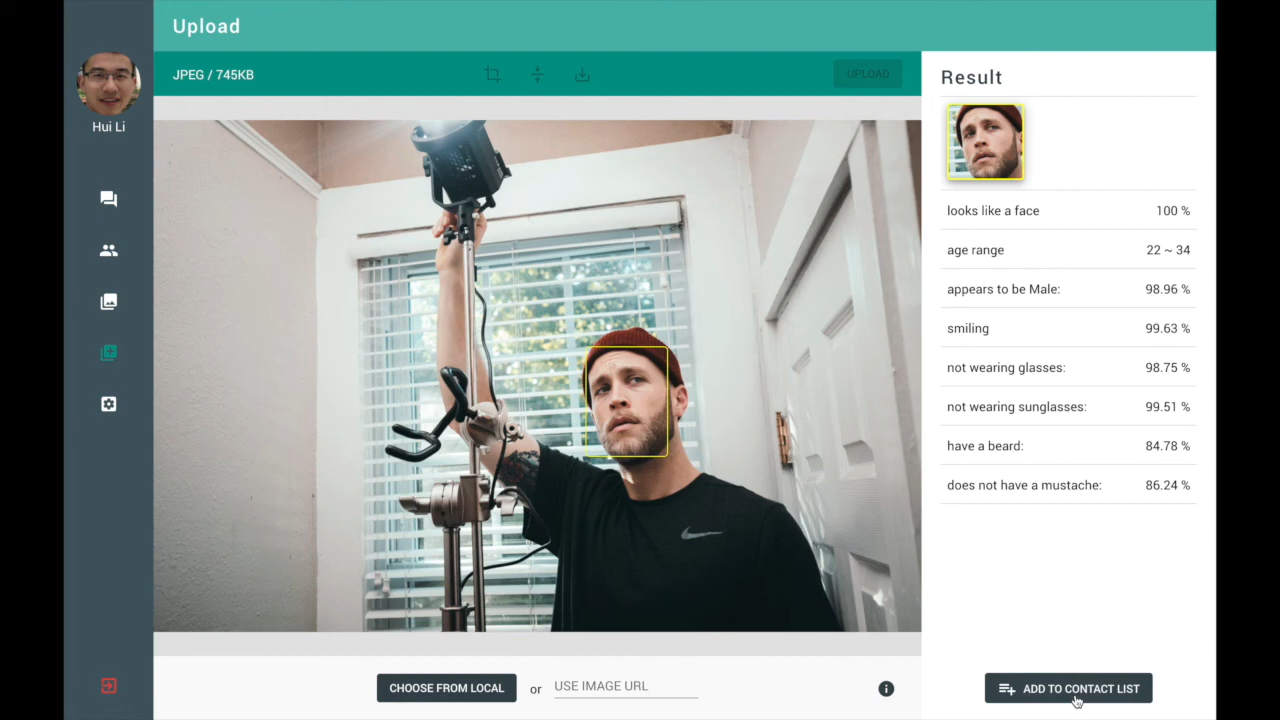 Upload
JPEG / 745KB
UPLOAD
Hui Li
Result
looks like a face 100 %
age range 22 ~ 34
appears to be Male: 98.96 %
smiling 99.63 %
not wearing glasses: 98.75 %
not wearing sunglasses: 99.51 %
have a beard: 84.78 %
does not have a mustache: 86.24 %
CHOOSE FROM LOCAL or USE IMAGE URL
ADD TO CONTACT LIST